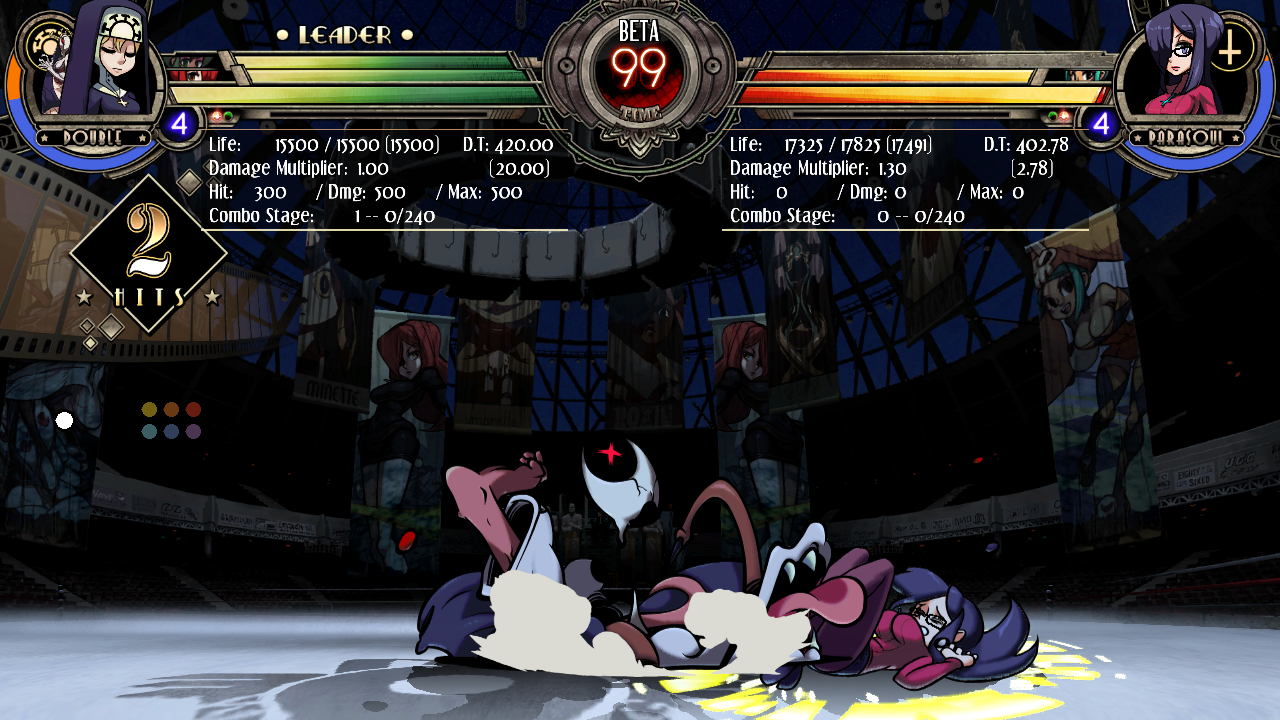 • LEADER •
BETA
99
TIME
★ DOUBLE ★
4
4
★ PARASOUL ★
Life: 15500 / 15500 (15500) D.T: 420.00
Damage Multiplier: 1.00 (20.00)
Hit: 300 / Dmg: 500 / Max: 500
Combo Stage: 1 -- 0/240
Life: 17325 / 17825 (17491) D.T: 402.78
Damage Multiplier: 1.30 (2.78)
Hit: 0 / Dmg: 0 / Max: 0
Combo Stage: 0 -- 0/240
2
★ HITS ★
MINETTE